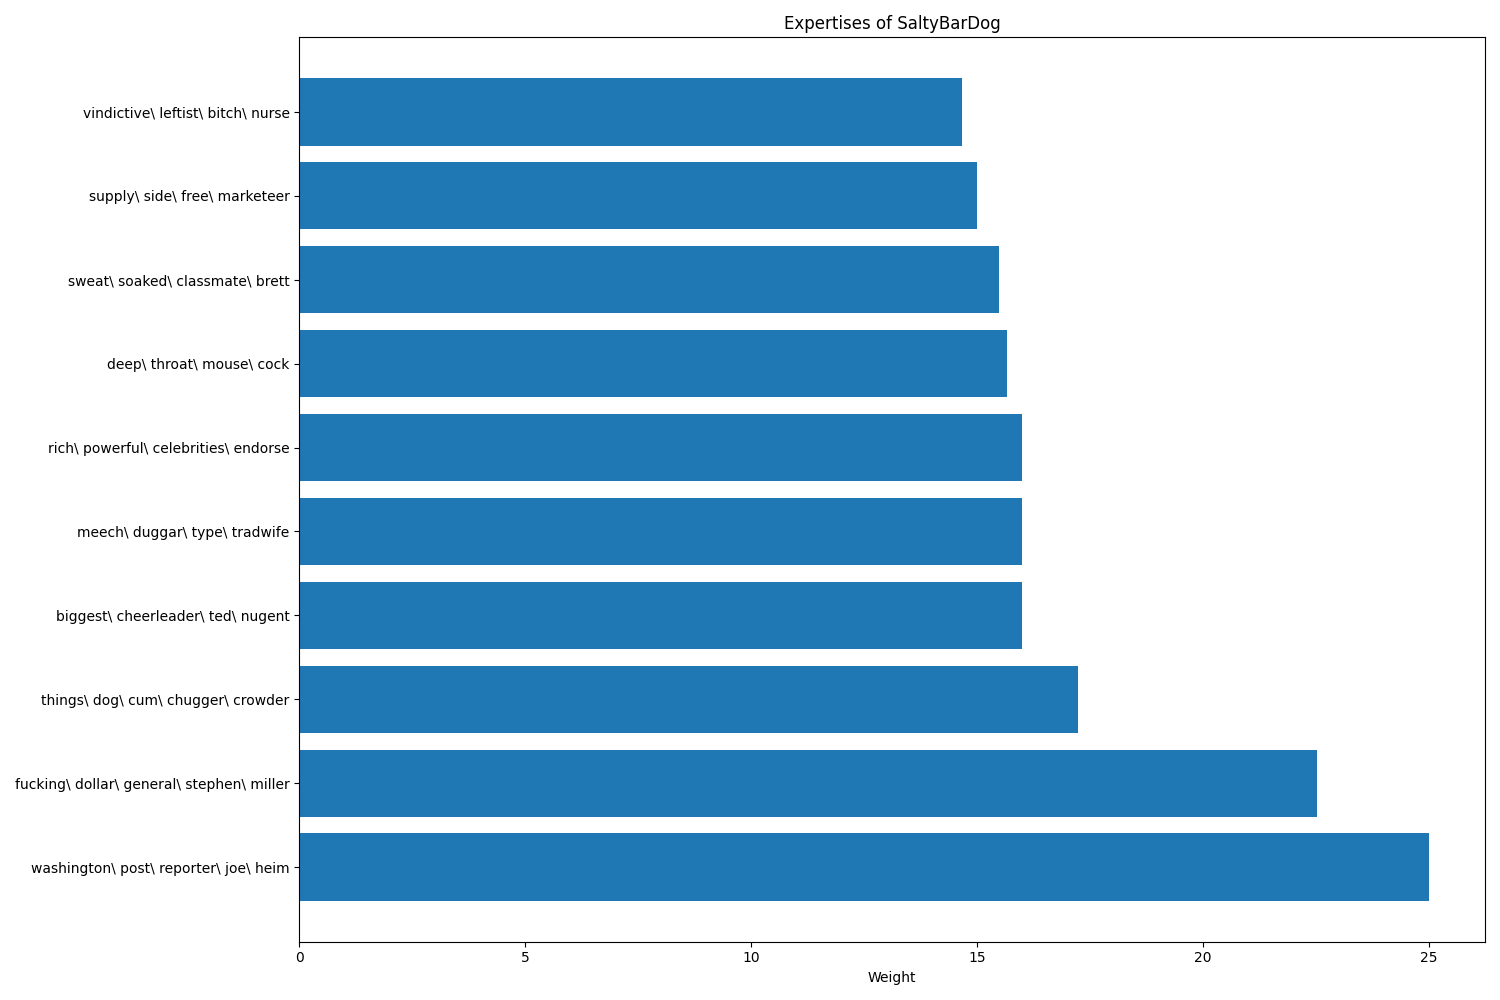 Expertises of SaltyBarDog
vindictive\ leftist\ bitch\ nurse
supply\ side\ free\ marketeer
sweat\ soaked\ classmate\ brett
deep\ throat\ mouse\ cock
rich\ powerful\ celebrities\ endorse
meech\ duggar\ type\ tradwife
biggest\ cheerleader\ ted\ nugent
things\ dog\ cum\ chugger\ crowder
fucking\ dollar\ general\ stephen\ miller
washington\ post\ reporter\ joe\ heim
0 5 10 15 20 25
Weight